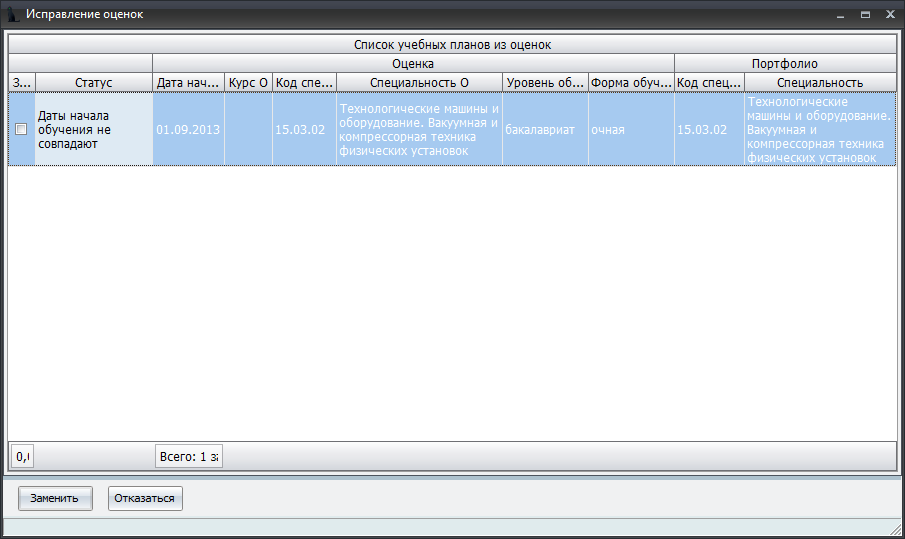 Исправление оценок
Список учебных планов из оценок
Оценка Портфолио
З... Статус Дата нач... Курс О Код спе... Специальность О Уровень об... Форма обуч... Код спец... Специальность
Даты начала
обучения не
совпадают
01.09.2013
15.03.02
Технологические машины и
оборудование. Вакуумная и
компрессорная техника
физических установок
бакалавриат
очная
15.03.02
Технологические
машины и оборудование.
Вакуумная и
компрессорная техника
физических установок
0,
Всего: 1 за
Заменить Отказаться